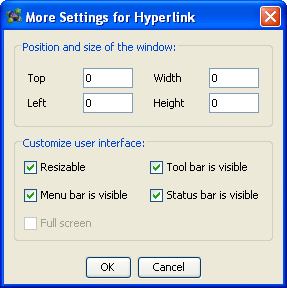 More Settings for Hyperlink
Position and size of the window:
Top 0 Width 0
Left 0 Height 0
Customize user interface:
Resizable Tool bar is visible
Menu bar is visible Status bar is visible
Full screen
OK Cancel